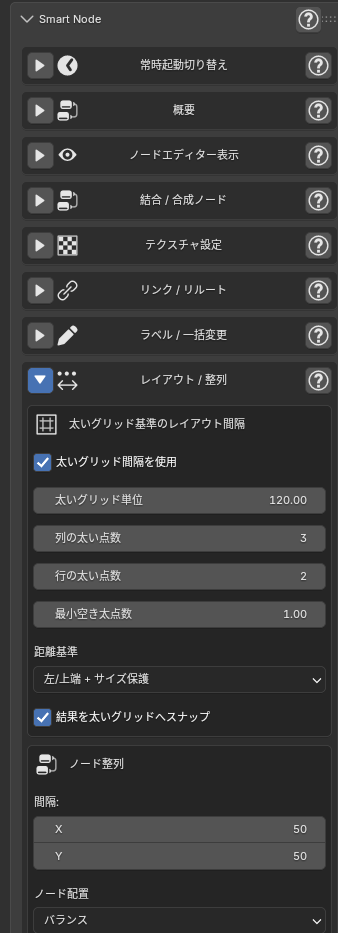 Smart Node
常時起動切り替え
概要
ノードエディター表示
結合 / 合成ノード
テクスチャ設定
リンク / リルート
ラベル / 一括変更
レイアウト / 整列
太いグリッド基準のレイアウト間隔
太いグリッド間隔を使用
太いグリッド単位 120.00
列の太い点数 3
行の太い点数 2
最小空き太点数 1.00
距離基準
左/上端 + サイズ保護
結果を太いグリッドへスナップ
ノード整列
間隔:
X 50
Y 50
ノード配置
バランス